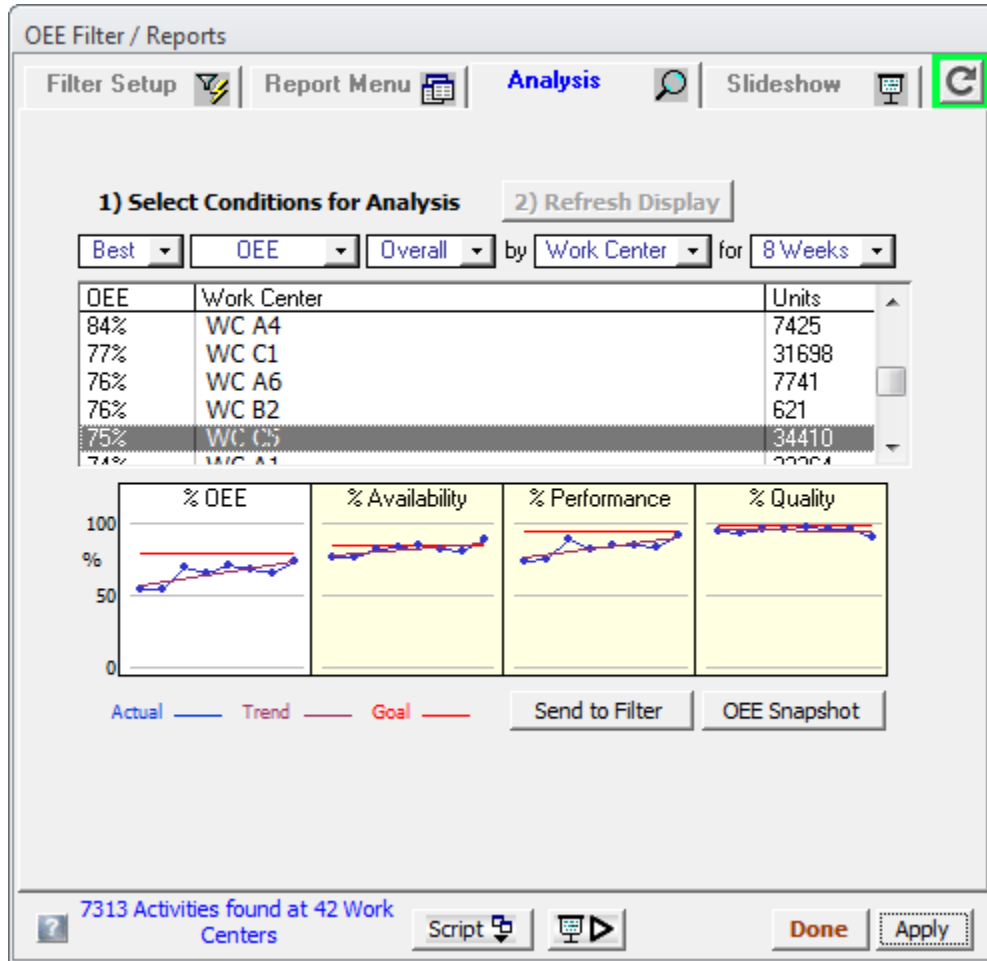 OEE Filter / Reports
Filter Setup Report Menu Analysis Slideshow
1) Select Conditions for Analysis 2) Refresh Display
Best OEE Overall by Work Center for 8 Weeks
OEE Work Center Units
84% WC A4 7425
77% WC C1 31698
76% WC A6 7741
76% WC B2 621
75% WC C5 34410
74% WC A1
% OEE % Availability % Performance % Quality
100
%
50
0
Actual Trend Goal Send to Filter OEE Snapshot
7313 Activities found at 42 Work
Centers
? Script Done Apply